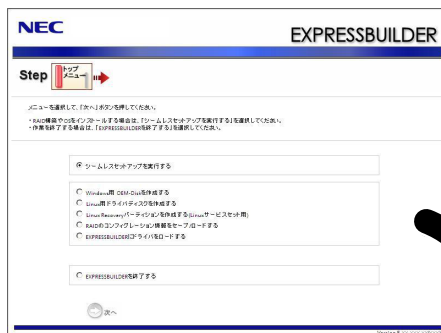 NEC
EXPRESSBUILDER
Step トップメニュー
メニューを選択して、「次へ」ボタンを押してください。
・RAID構築やOSをインストールする場合は、「シームレスセットアップを実行する」を選択してください。
・作業を終了する場合は、「EXPRESSBUILDERを終了する」を選択してください。
シームレスセットアップを実行する
Windows用 OEM-Diskを作成する
Linux用ドライバディスクを作成する
Linux Recoveryパーティションを作成する(Linuxサービスセット用)
RAIDのコンフィグレーション情報をセーブ/ロードする
EXPRESSBUILDERにドライバをロードする
EXPRESSBUILDERを終了する
次へ